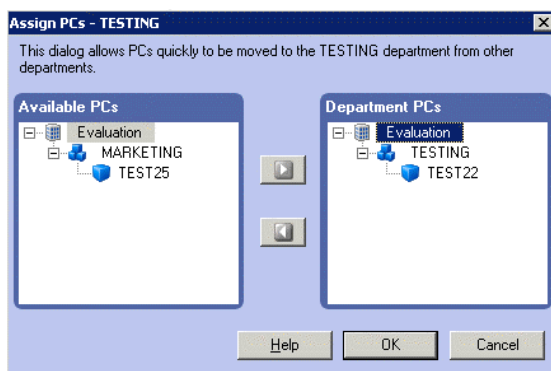 Assign PCs - TESTING
This dialog allows PCs quickly to be moved to the TESTING department from other
departments.
Available PCs
Evaluation
MARKETING
TEST25
Department PCs
Evaluation
TESTING
TEST22
Help
OK
Cancel